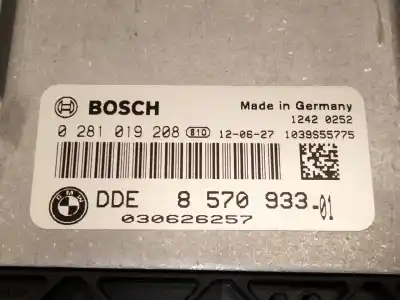 BOSCH
Made in Germany
1242 0252
0 281 019 208 810 12-06-27 1039S55775
BMW DDE 8 570 933-01
030626257